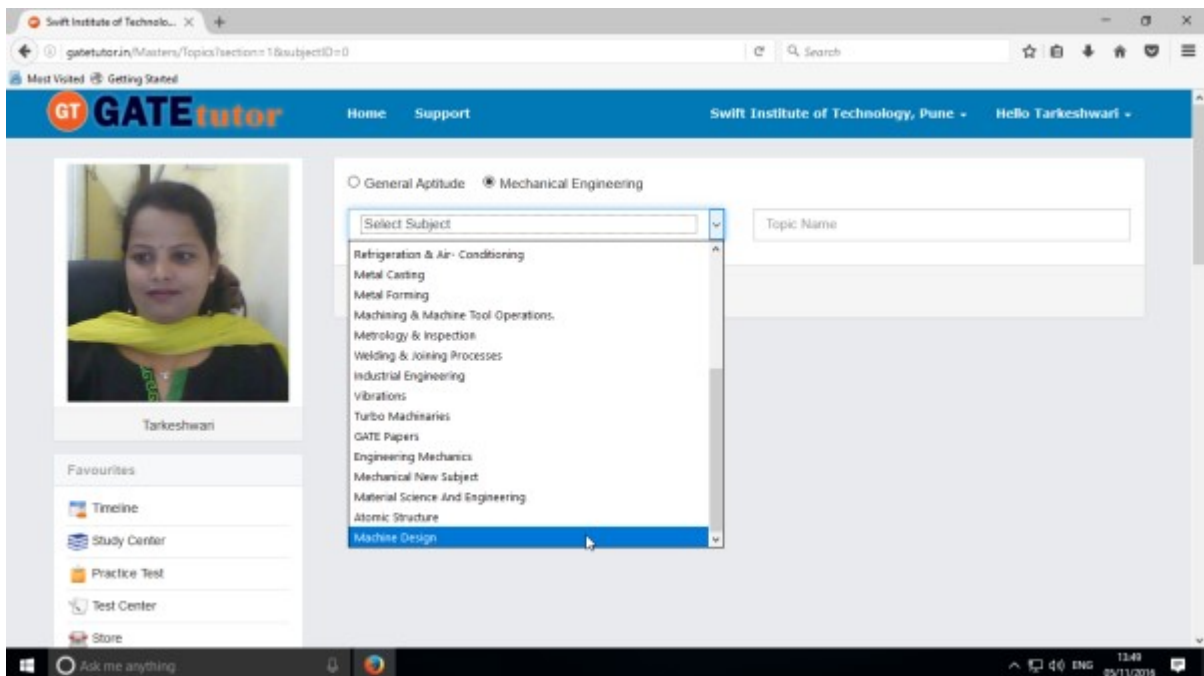 Swift Institute of Technolo...
gatetutor.in/Masters/Topics?section=1&subjectID=0
Search
Most Visited
Getting Started
GT GATEtutor
Home
Support
Swift Institute of Technology, Pune
Hello Tarkeshwari
General Aptitude
Mechanical Engineering
Select Subject
Topic Name
Refrigeration & Air- Conditioning
Metal Casting
Metal Forming
Machining & Machine Tool Operations.
Metrology & Inspection
Welding & Joining Processes
Industrial Engineering
Vibrations
Turbo Machinaries
GATE Papers
Engineering Mechanics
Mechanical New Subject
Material Science And Engineering
Atomic Structure
Machine Design
Tarkeshwari
Favourites
Timeline
Study Center
Practice Test
Test Center
Store
Ask me anything
ENG
13:49
05/11/2016